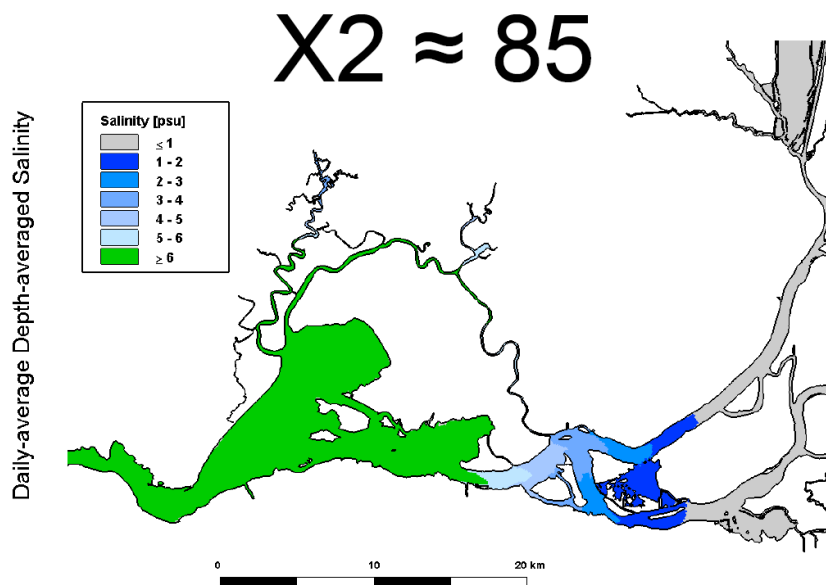 X2 ≈ 85
Daily-average Depth-averaged Salinity
Salinity [psu]
≤ 1
1 - 2
2 - 3
3 - 4
4 - 5
5 - 6
≥ 6
0 10 20 km